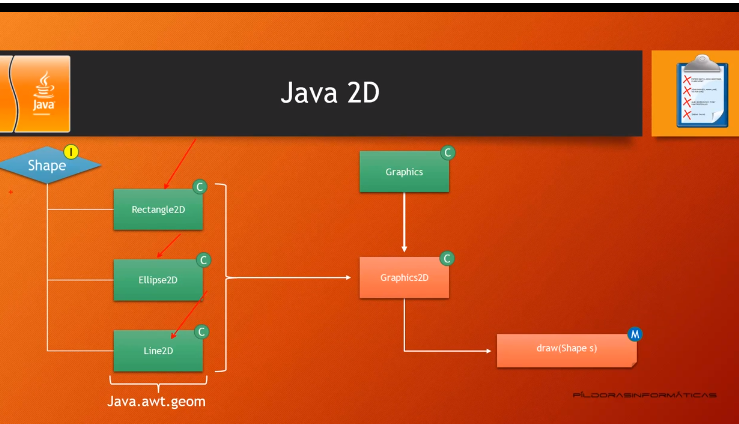 Java 2D
Java
Shape
I
C
Graphics
C
Rectangle2D
C
Ellipse2D
C
Graphics2D
C
Line2D
C
draw(Shape s)
M
Java.awt.geom
PÍLDORASINFORMÁTICAS